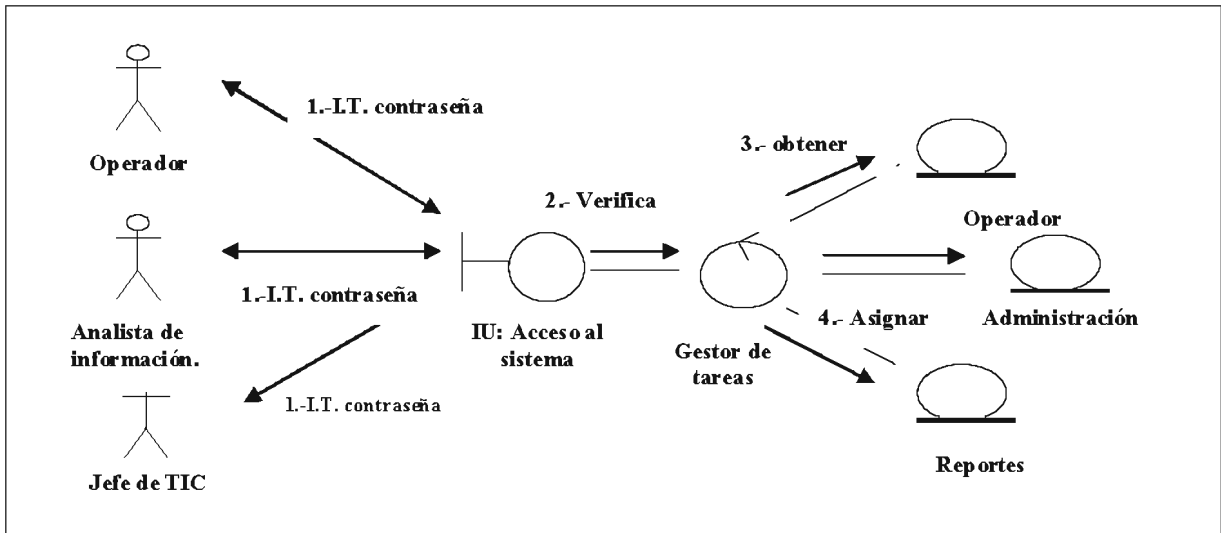 1.-I.T. contraseña
Operador
3.- obtener
2.- Verifica
Operador
1.-I.T. contraseña
Analista de
información.
IU: Acceso al
sistema
4.- Asignar
Administración
Gestor de
tareas
1.-I.T. contraseña
Jefe de TIC
Reportes